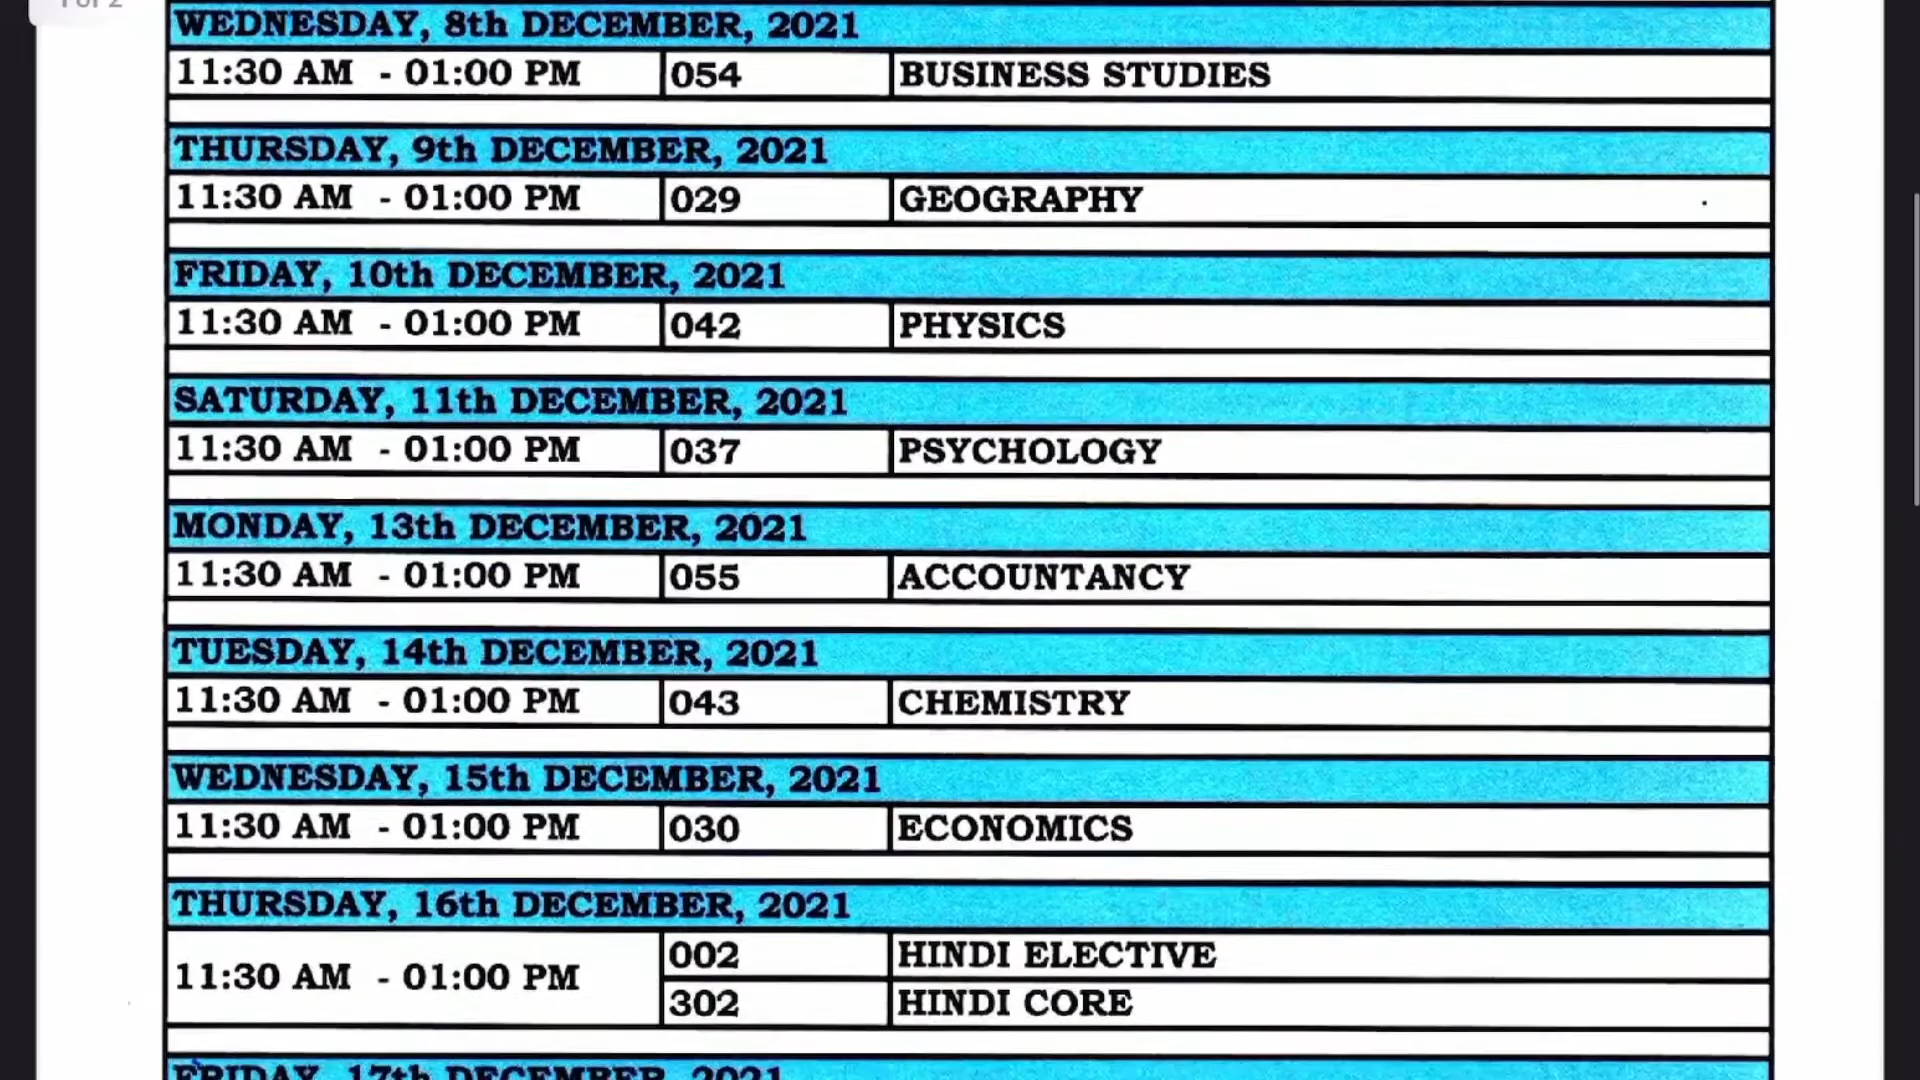 1 of 2
WEDNESDAY, 8th DECEMBER, 2021
11:30 AM - 01:00 PM 054 BUSINESS STUDIES
THURSDAY, 9th DECEMBER, 2021
11:30 AM - 01:00 PM 029 GEOGRAPHY
FRIDAY, 10th DECEMBER, 2021
11:30 AM - 01:00 PM 042 PHYSICS
SATURDAY, 11th DECEMBER, 2021
11:30 AM - 01:00 PM 037 PSYCHOLOGY
MONDAY, 13th DECEMBER, 2021
11:30 AM - 01:00 PM 055 ACCOUNTANCY
TUESDAY, 14th DECEMBER, 2021
11:30 AM - 01:00 PM 043 CHEMISTRY
WEDNESDAY, 15th DECEMBER, 2021
11:30 AM - 01:00 PM 030 ECONOMICS
THURSDAY, 16th DECEMBER, 2021
11:30 AM - 01:00 PM 002 HINDI ELECTIVE
302 HINDI CORE
FRIDAY, 17th DECEMBER, 2021